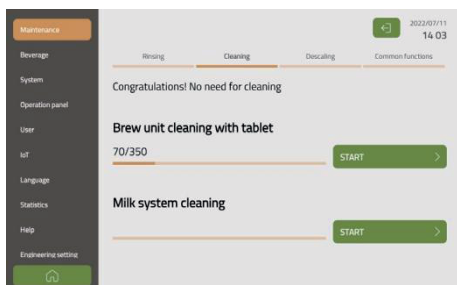 Maintenance
Beverage
System
Operation panel
User
IoT
Language
Statistics
Help
Engineering setting
2022/07/11
14 03
Rinsing Cleaning Descaling Common functions
Congratulations! No need for cleaning
Brew unit cleaning with tablet
70/350
START
Milk system cleaning
START